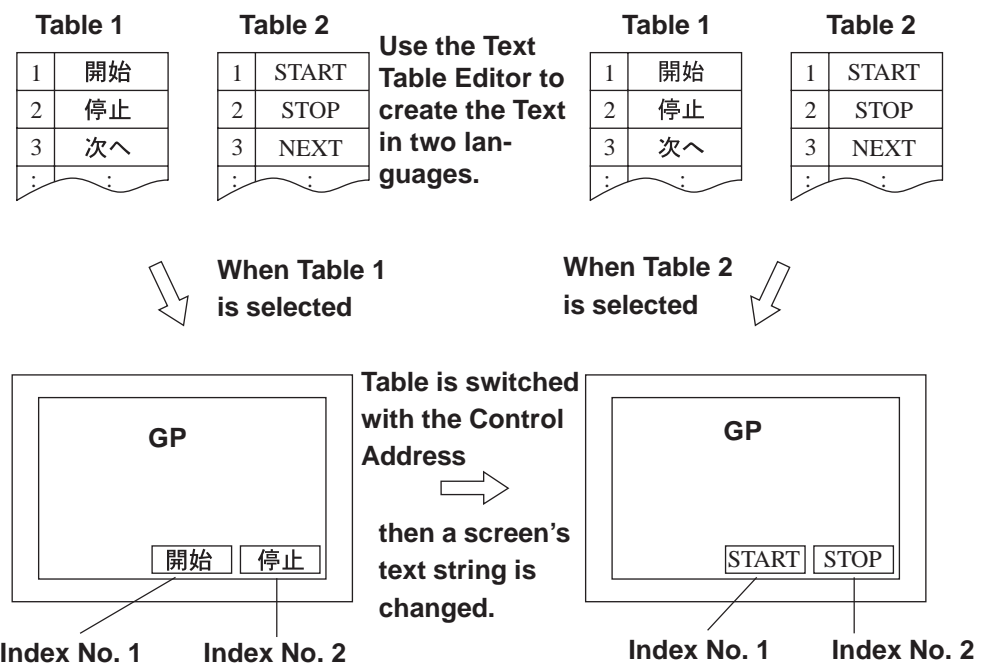 Table 1
Table 2
1 開始
2 停止
3 次へ
: :
1 START
2 STOP
3 NEXT
: :
Use the Text
Table Editor to
create the Text
in two lan-
guages.
Table 1
Table 2
1 開始
2 停止
3 次へ
: :
1 START
2 STOP
3 NEXT
: :
When Table 1
is selected
When Table 2
is selected
GP
開始 停止
Index No. 1
Index No. 2
Table is switched
with the Control
Address
then a screen’s
text string is
changed.
GP
START STOP
Index No. 1
Index No. 2